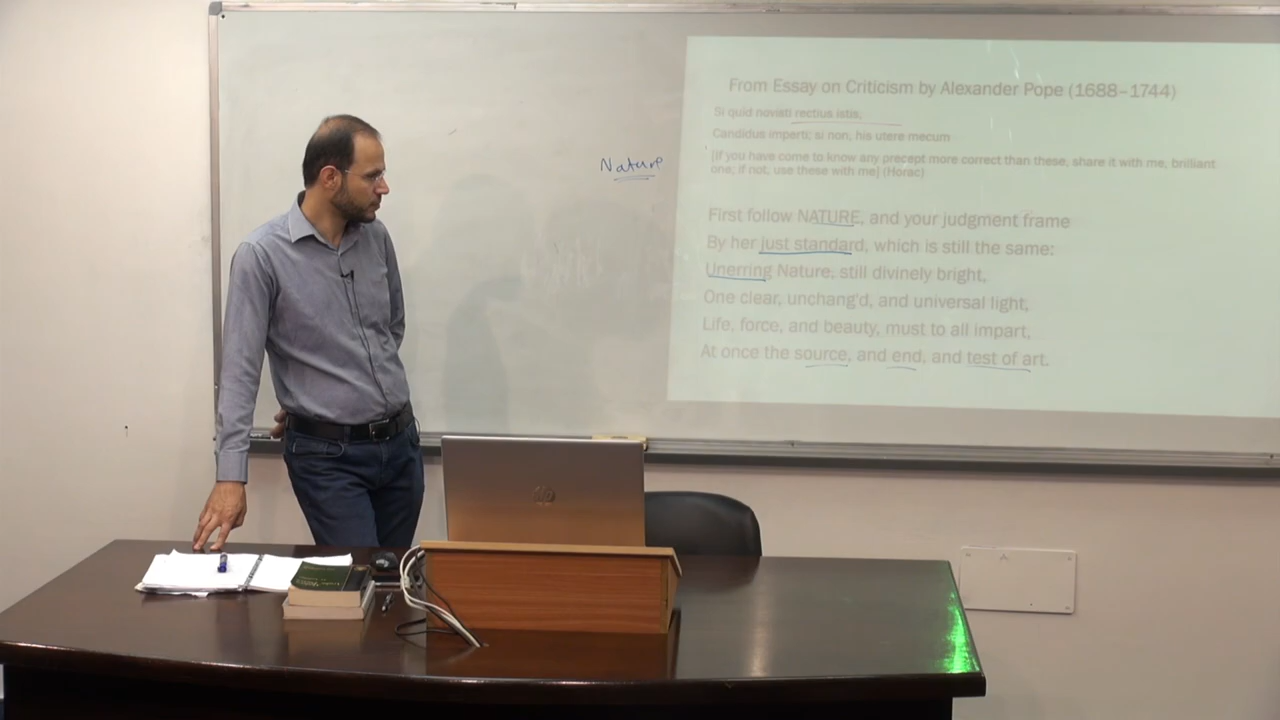 Nature
From Essay on Criticism by Alexander Pope (1688–1744)
Si quid novisti rectius istis,
Candidus imperti; si non, his utere mecum
[If you have come to know any precept more correct than these, share it with me, brilliant
one; if not, use these with me] (Horac)
First follow NATURE, and your judgment frame
By her just standard, which is still the same:
Unerring Nature, still divinely bright,
One clear, unchang'd, and universal light,
Life, force, and beauty, must to all impart,
At once the source, and end, and test of art.
hp